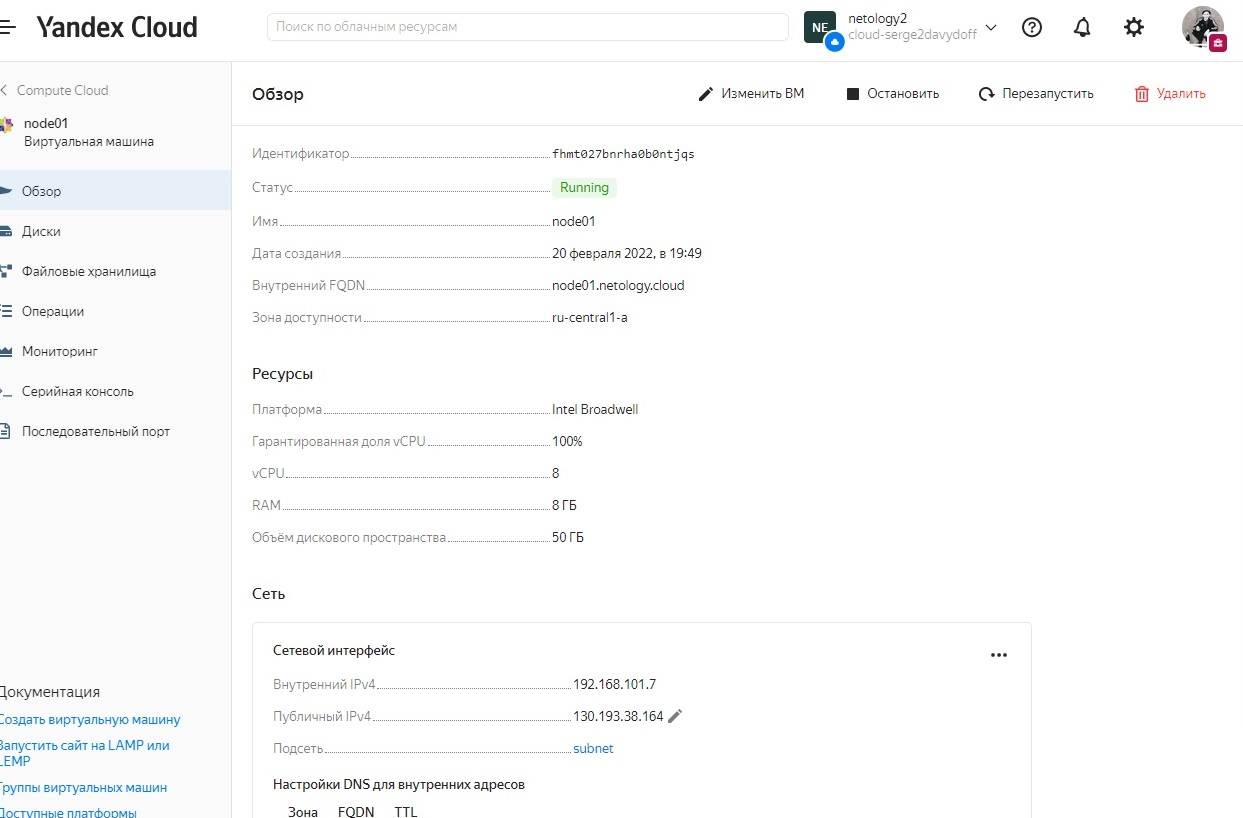 Yandex Cloud
Поиск по облачным ресурсам
NE
netology2
cloud-serge2davydoff
Compute Cloud
node01
Виртуальная машина
Обзор
Диски
Файловые хранилища
Операции
Мониторинг
Серийная консоль
Последовательный порт
Документация
Создать виртуальную машину
Запустить сайт на LAMP или
LEMP
Группы виртуальных машин
Доступные платформы
Обзор
Изменить ВМ
Остановить
Перезапустить
Удалить
Идентификатор fhmt027bnrha0b0ntjqs
Статус Running
Имя node01
Дата создания 20 февраля 2022, в 19:49
Внутренний FQDN node01.netology.cloud
Зона доступности ru-central1-a
Ресурсы
Платформа Intel Broadwell
Гарантированная доля vCPU 100%
vCPU 8
RAM 8 ГБ
Объём дискового пространства 50 ГБ
Сеть
Сетевой интерфейс
Внутренний IPv4 192.168.101.7
Публичный IPv4 130.193.38.164
Подсеть subnet
Настройки DNS для внутренних адресов
Зона FQDN TTL